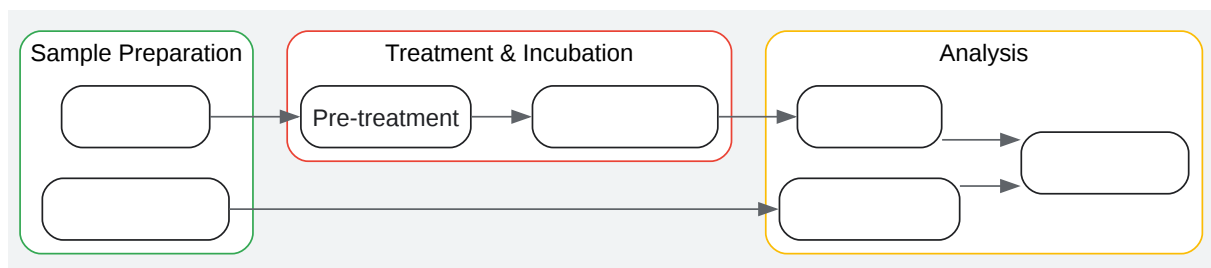 Sample Preparation
Treatment & Incubation
Analysis
Pre-treatment